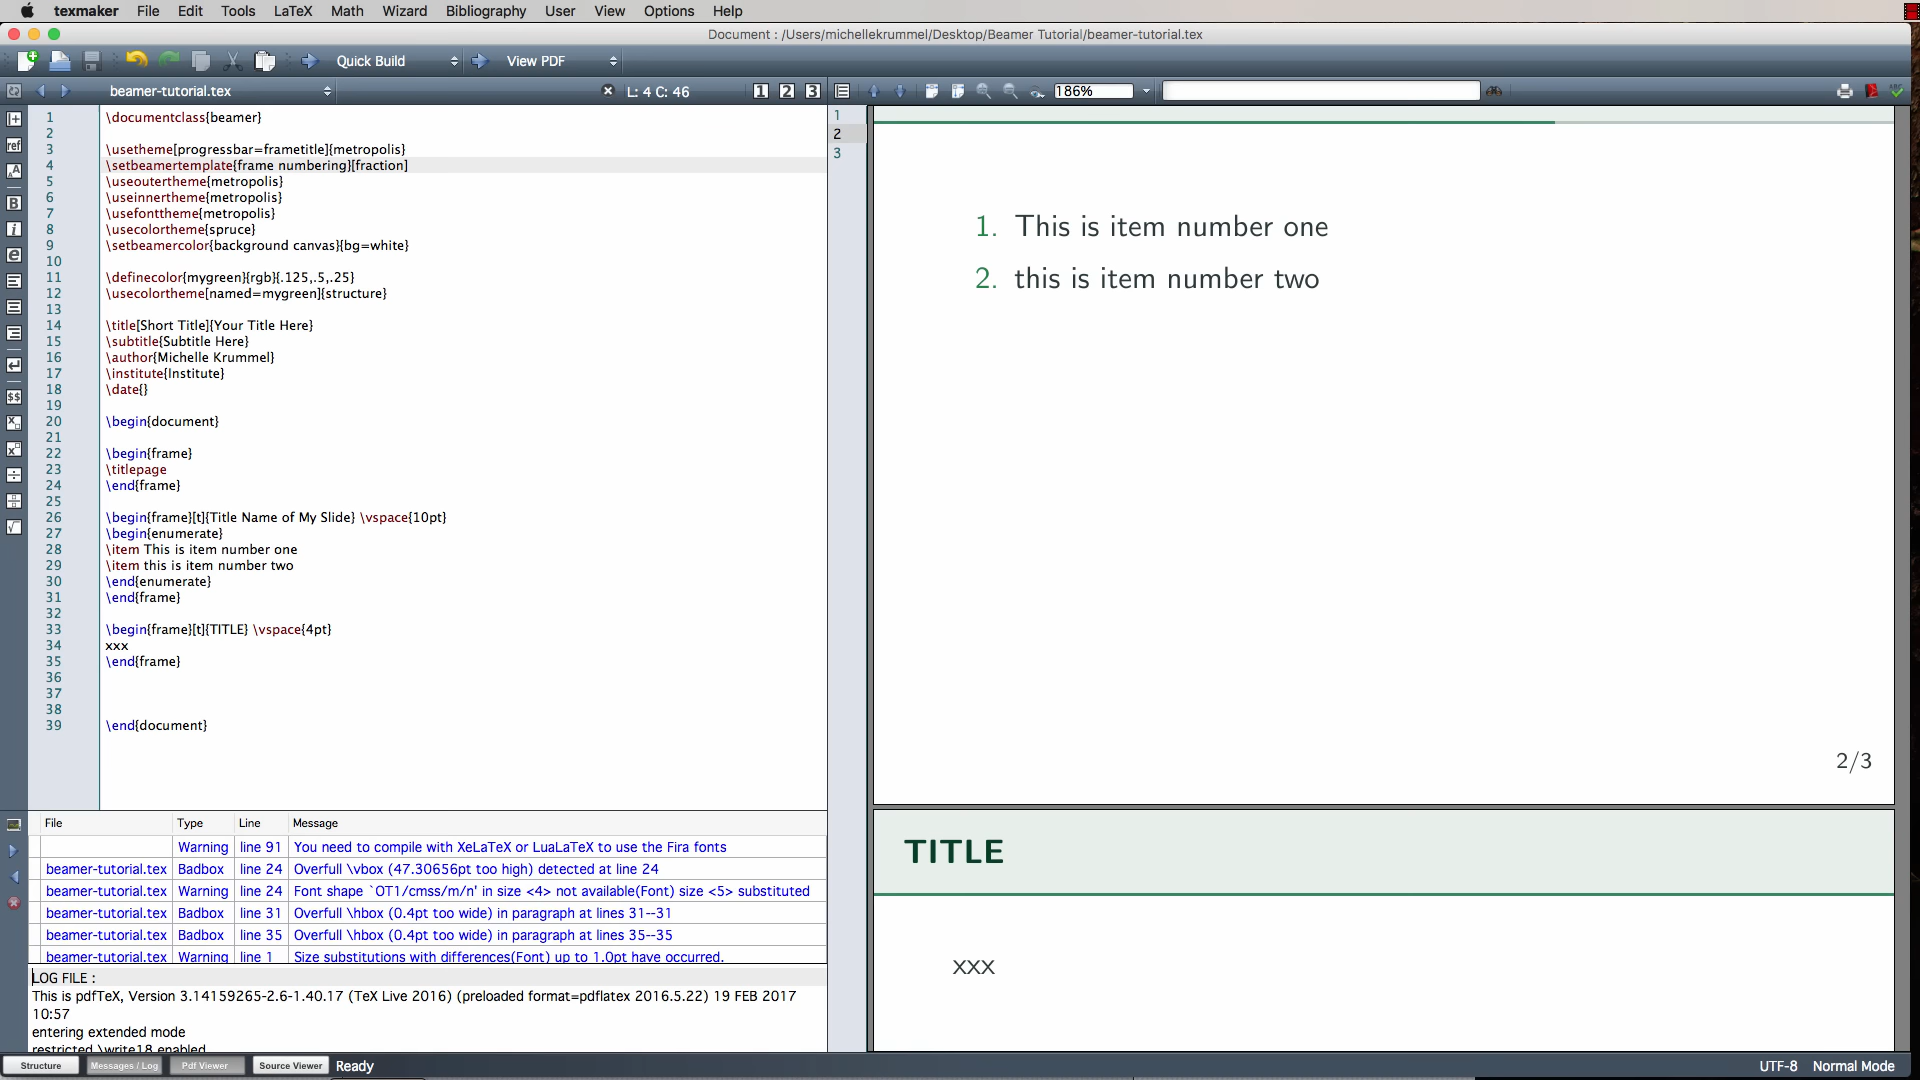 texmaker File Edit Tools LaTeX Math Wizard Bibliography User View Options Help
Document : /Users/michellekrummel/Desktop/Beamer Tutorial/beamer-tutorial.tex
Quick Build View PDF
beamer-tutorial.tex L: 4 C: 46 1 2 3 186%
1 \documentclass{beamer}
2
3 \usetheme[progressbar=frametitle]{metropolis}
4 \setbeamertemplate{frame numbering}[fraction]
5 \useoutertheme{metropolis}
6 \useinnertheme{metropolis}
7 \usefonttheme{metropolis}
8 \usecolortheme{spruce}
9 \setbeamercolor{background canvas}{bg=white}
10
11 \definecolor{mygreen}{rgb}{.125,.5,.25}
12 \usecolortheme[named=mygreen]{structure}
13
14 \title[Short Title]{Your Title Here}
15 \subtitle{Subtitle Here}
16 \author{Michelle Krummel}
17 \institute{Institute}
18 \date{}
19
20 \begin{document}
21
22 \begin{frame}
23 \titlepage
24 \end{frame}
25
26 \begin{frame}[t]{Title Name of My Slide} \vspace{10pt}
27 \begin{enumerate}
28 \item This is item number one
29 \item this is item number two
30 \end{enumerate}
31 \end{frame}
32
33 \begin{frame}[t]{TITLE} \vspace{4pt}
34 xxx
35 \end{frame}
36
37
38
39 \end{document}
1
2
3
1. This is item number one
2. this is item number two
2/3
TITLE
xxx
File Type Line Message
Warning line 91 You need to compile with XeLaTeX or LuaLaTeX to use the Fira fonts
beamer-tutorial.tex Badbox line 24 Overfull \vbox (47.30656pt too high) detected at line 24
beamer-tutorial.tex Warning line 24 Font shape `OT1/cmss/m/n' in size <4> not available(Font) size <5> substituted
beamer-tutorial.tex Badbox line 31 Overfull \hbox (0.4pt too wide) in paragraph at lines 31--31
beamer-tutorial.tex Badbox line 35 Overfull \hbox (0.4pt too wide) in paragraph at lines 35--35
beamer-tutorial.tex Warning line 1 Size substitutions with differences(Font) up to 1.0pt have occurred.
LOG FILE :
This is pdfTeX, Version 3.14159265-2.6-1.40.17 (TeX Live 2016) (preloaded format=pdflatex 2016.5.22) 19 FEB 2017
10:57
entering extended mode
restricted \write18 enabled
Structure Messages / Log Pdf Viewer Source Viewer Ready UTF-8 Normal Mode